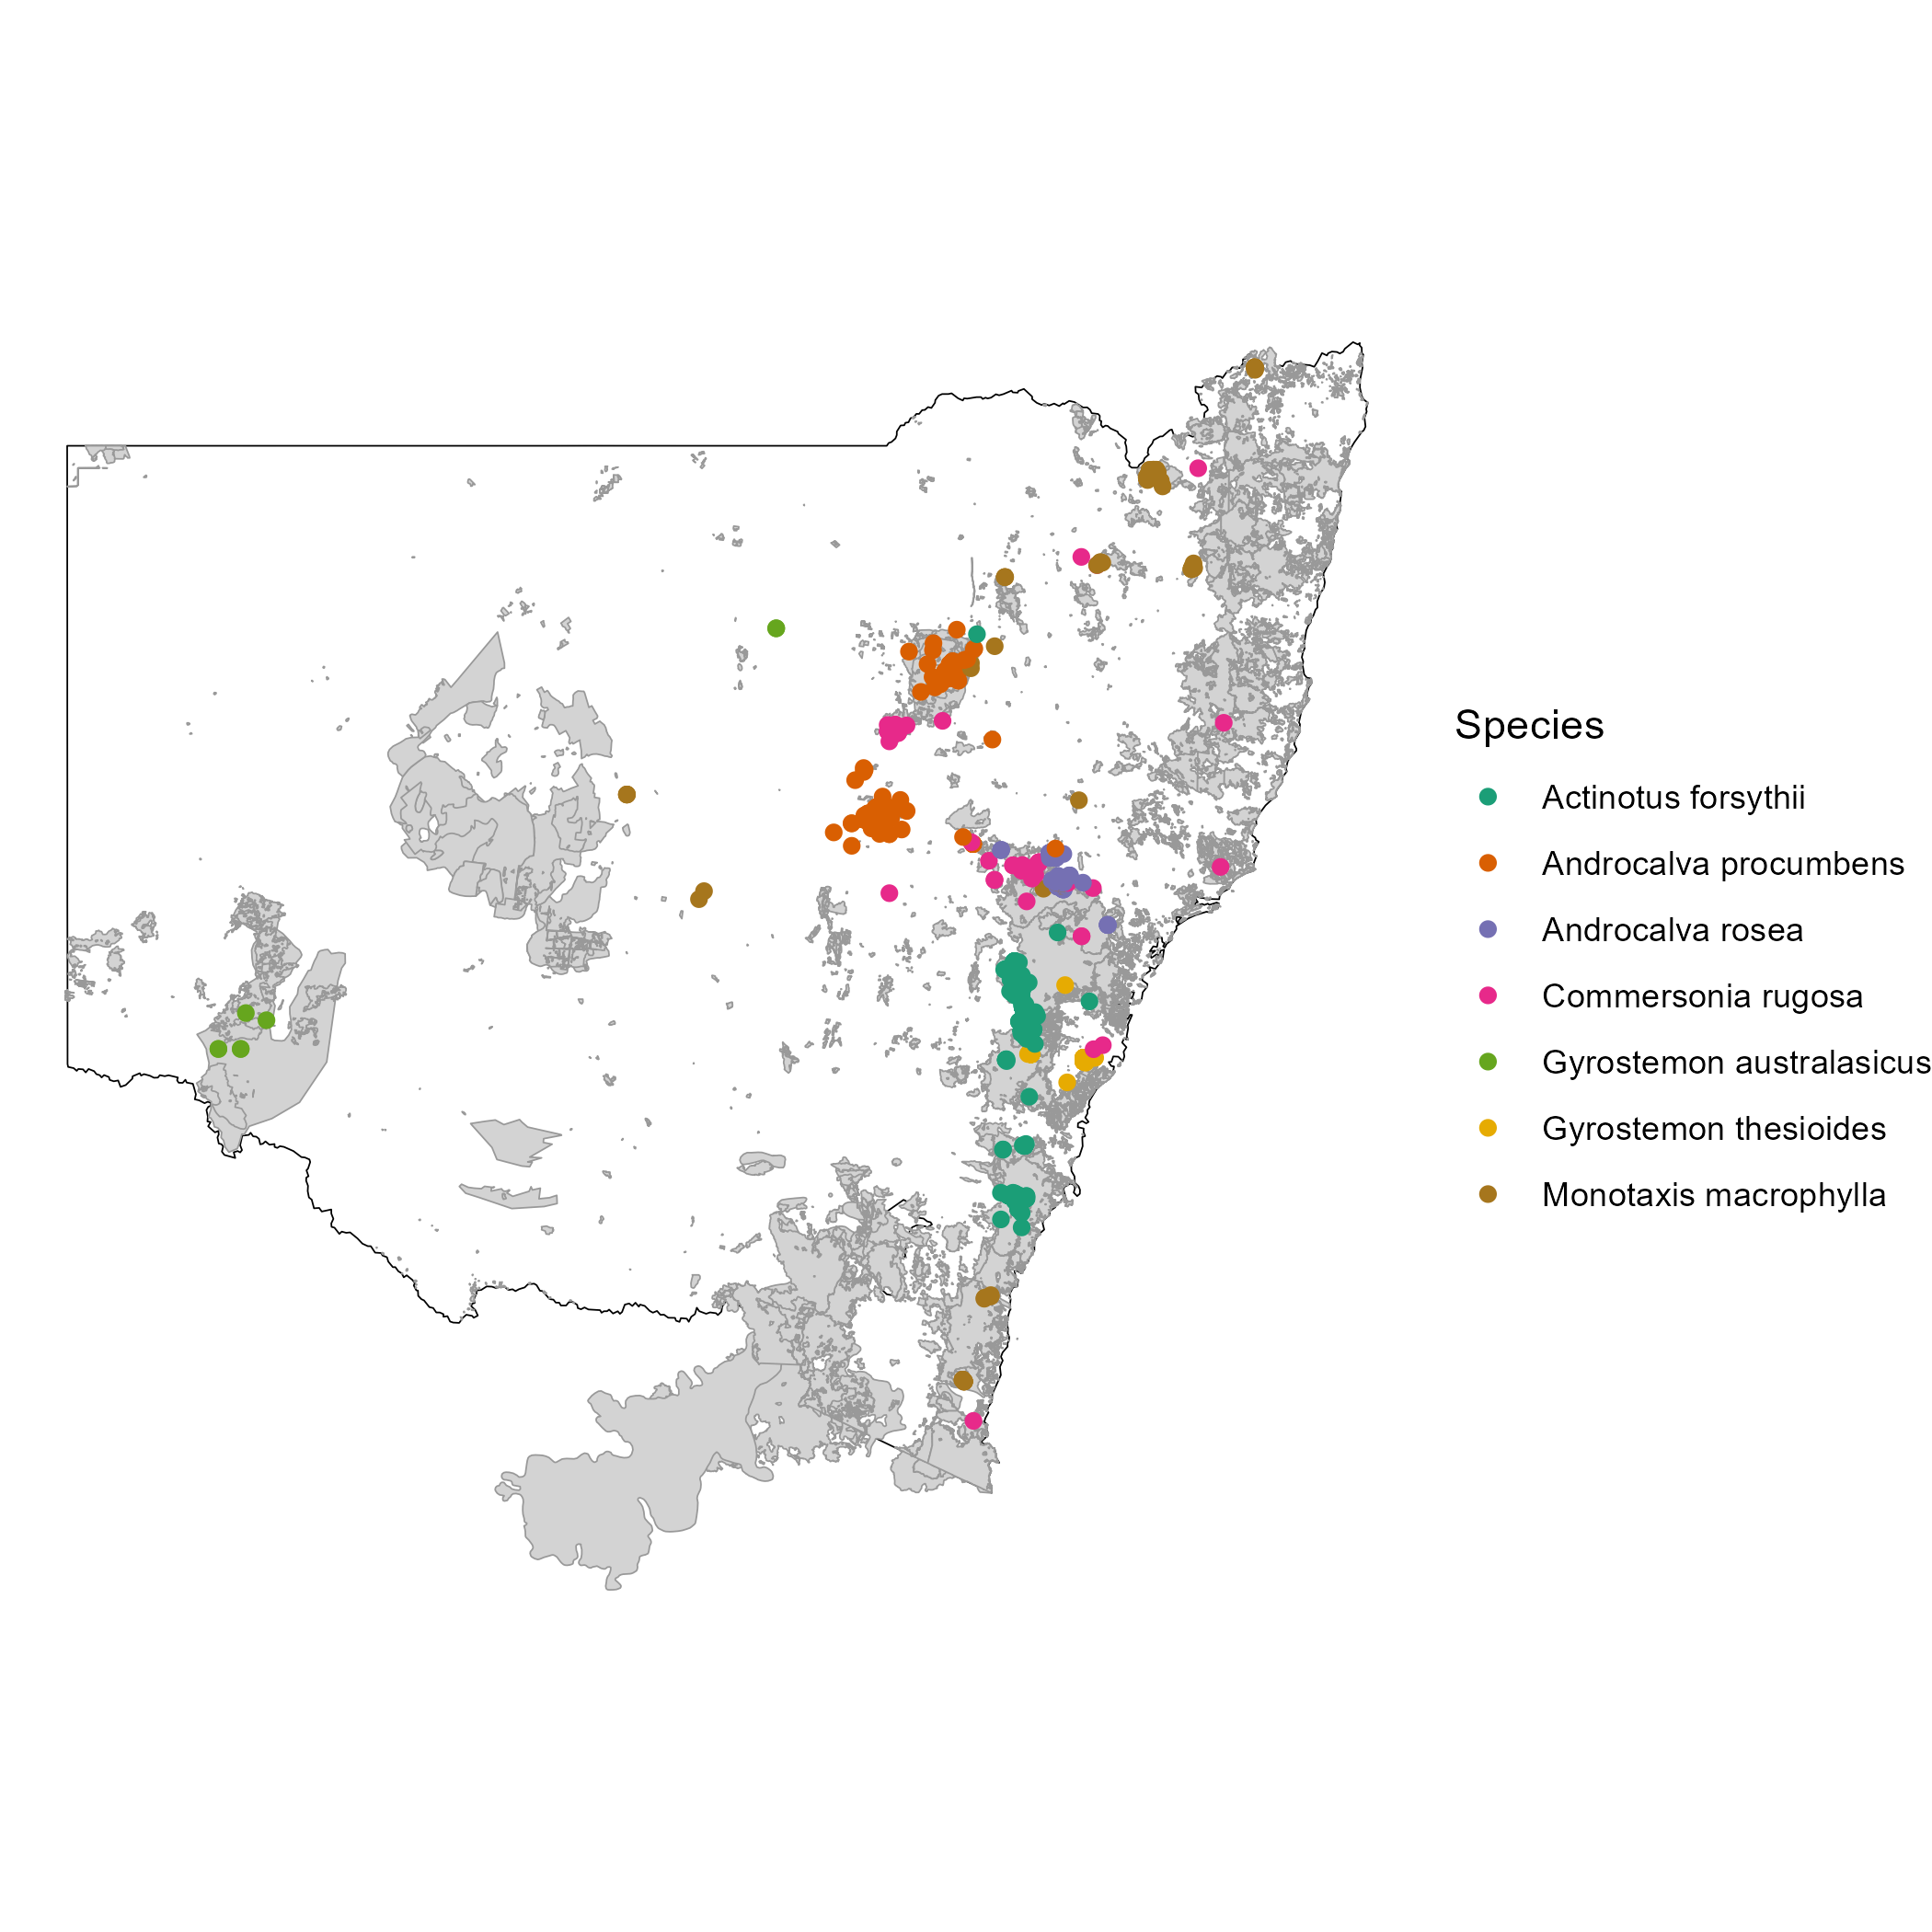 Species
Actinotus forsythii
Androcalva procumbens
Androcalva rosea
Commersonia rugosa
Gyrostemon australasicus
Gyrostemon thesioides
Monotaxis macrophylla